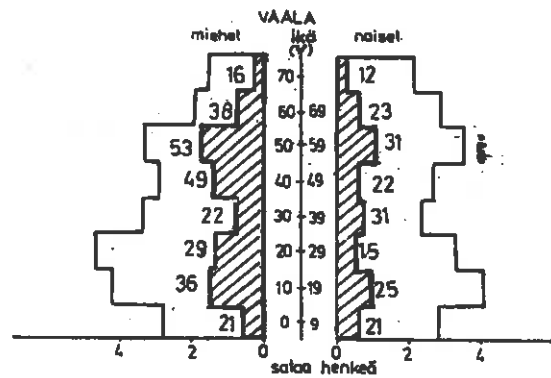 VAALA
miehet ikä naiset
(V)
16 70 12
38 60 69 23
53 50 59 31
49 40 49 22
22 30 39 31
29 20 29 15
36 10 19 25
21 0 9 21
4 2 0 0 2 4
sataa henkeä